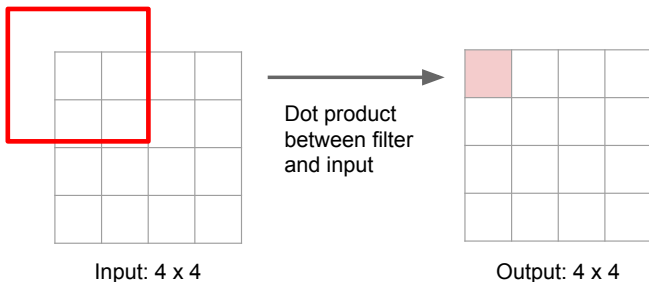 Dot product
between filter
and input
Input: 4 x 4
Output: 4 x 4